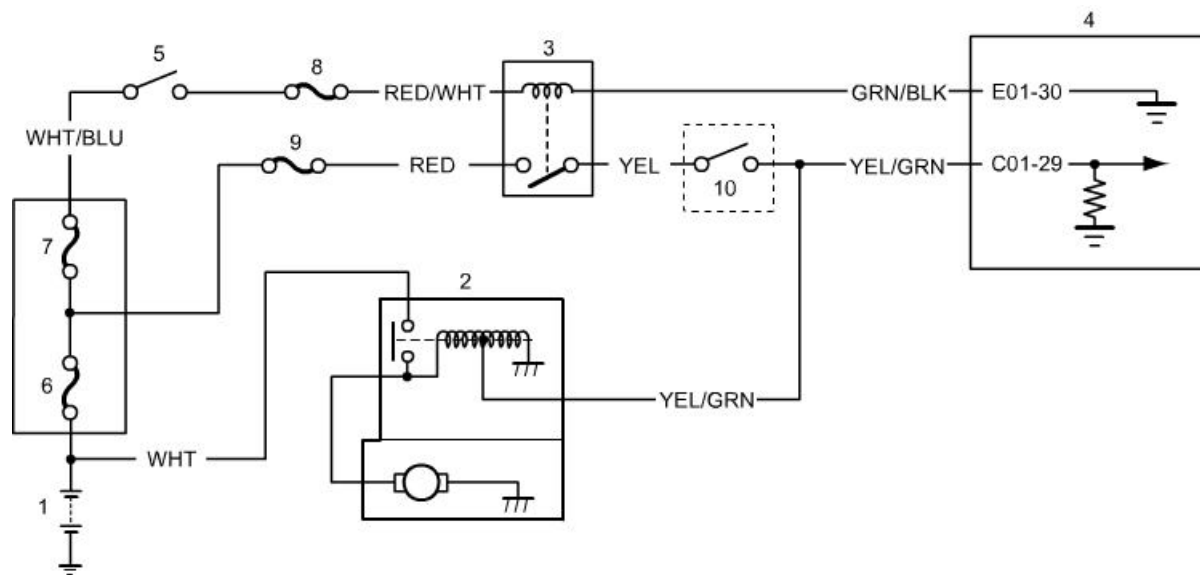 4
5
3
8
RED/WHT
GRN/BLK
E01-30
WHT/BLU
9
RED
YEL
10
YEL/GRN
C01-29
7
2
6
YEL/GRN
WHT
1